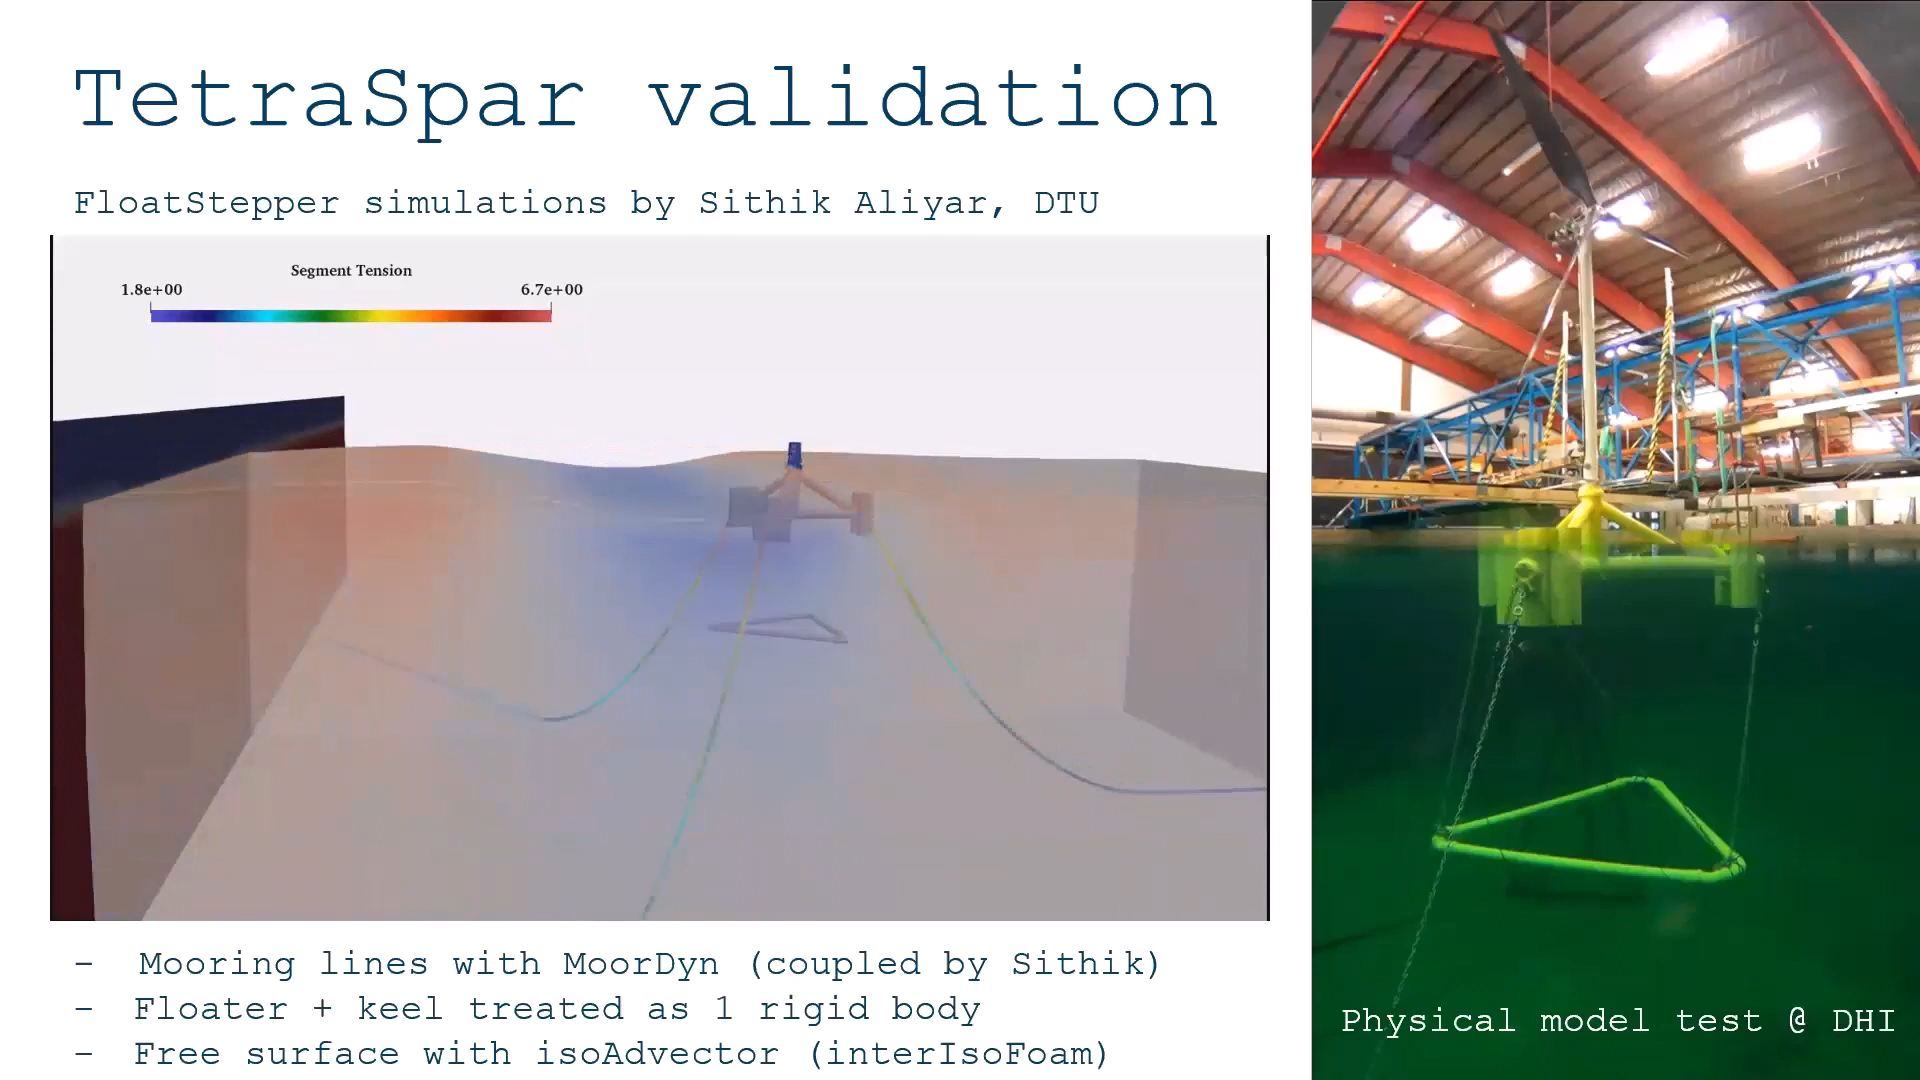 TetraSpar validation
FloatStepper simulations by Sithik Aliyar, DTU
Segment Tension
1.8e+00 6.7e+00
- Mooring lines with MoorDyn (coupled by Sithik)
- Floater + keel treated as 1 rigid body
- Free surface with isoAdvector (interIsoFoam)
Physical model test @ DHI